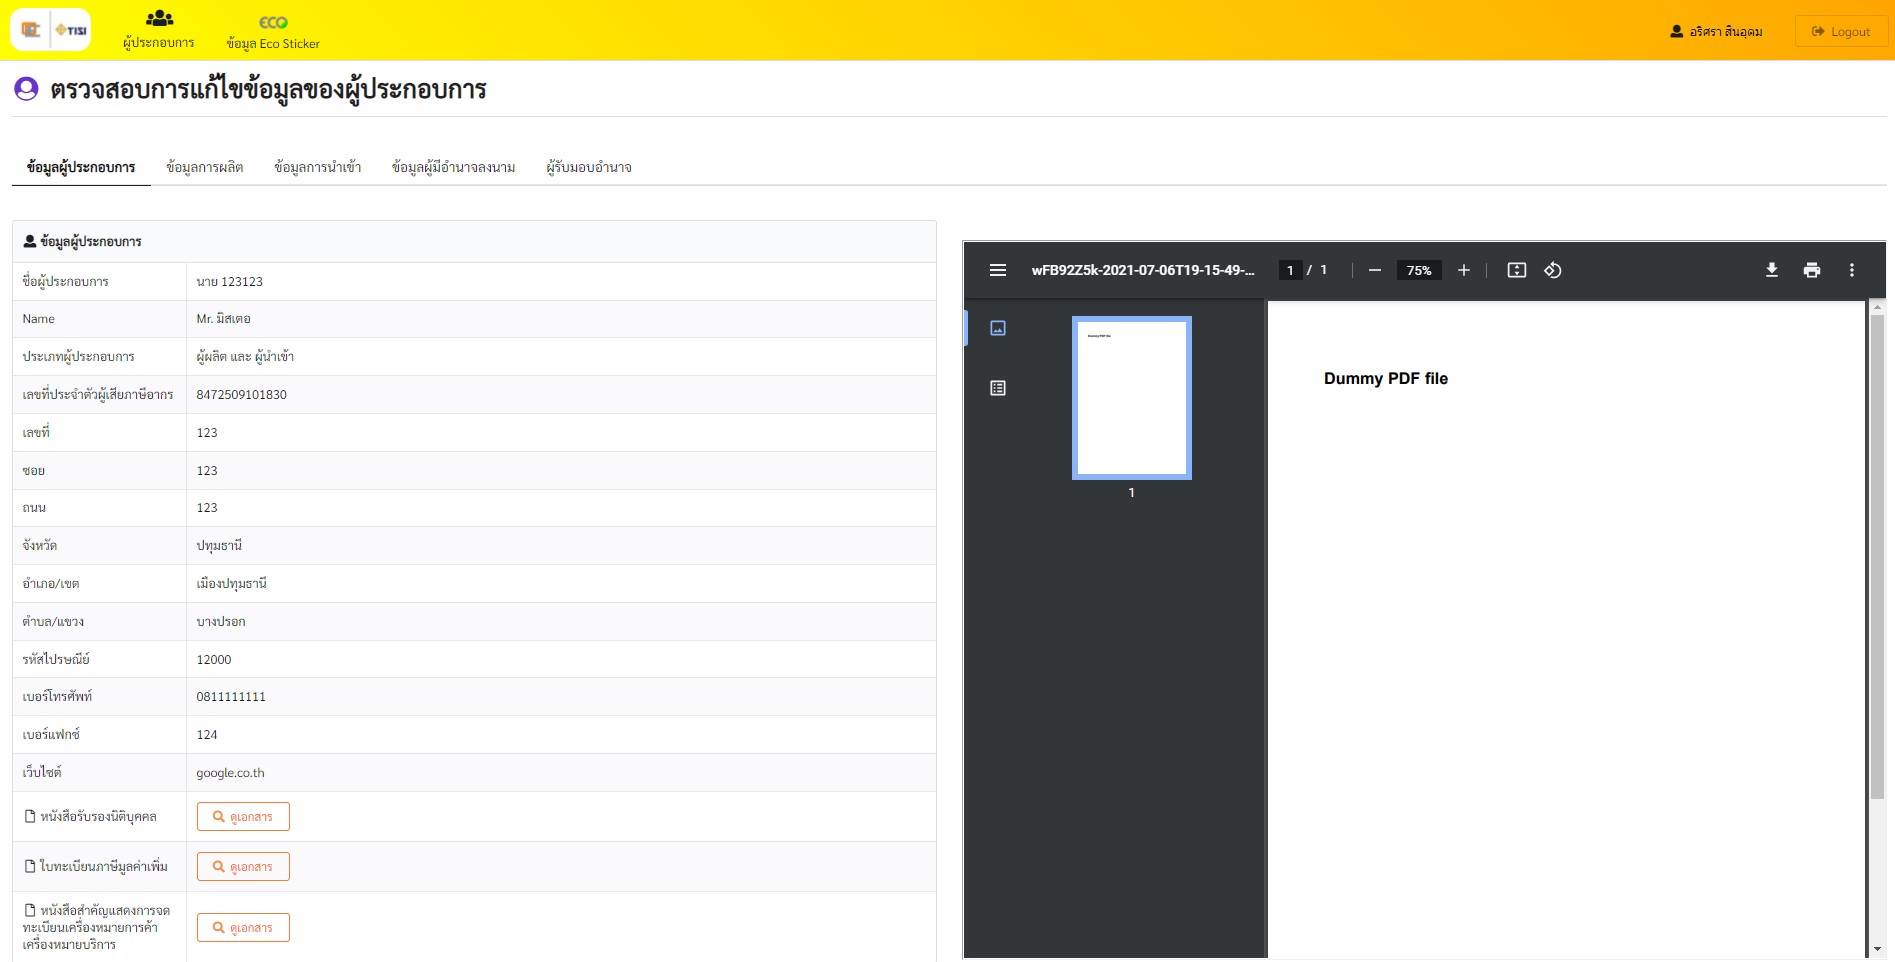 TISI
ผู้ประกอบการ
ECO
ข้อมูล Eco Sticker
อริศรา สินอุดม
Logout
ตรวจสอบการแก้ไขข้อมูลของผู้ประกอบการ
ข้อมูลผู้ประกอบการ ข้อมูลการผลิต ข้อมูลการนำเข้า ข้อมูลผู้มีอำนาจลงนาม ผู้รับมอบอำนาจ
ข้อมูลผู้ประกอบการ
ชื่อผู้ประกอบการ นาย 123123
Name Mr. มิสเตอ
ประเภทผู้ประกอบการ ผู้ผลิต และ ผู้นำเข้า
เลขที่ประจำตัวผู้เสียภาษีอากร 8472509101830
เลขที่ 123
ซอย 123
ถนน 123
จังหวัด ปทุมธานี
อำเภอ/เขต เมืองปทุมธานี
ตำบล/แขวง บางปรอก
รหัสไปรษณีย์ 12000
เบอร์โทรศัพท์ 0811111111
เบอร์แฟกซ์ 124
เว็บไซต์ google.co.th
หนังสือรับรองนิติบุคคล ดูเอกสาร
ใบทะเบียนภาษีมูลค่าเพิ่ม ดูเอกสาร
หนังสือสำคัญแสดงการจด
ทะเบียนเครื่องหมายการค้า
เครื่องหมายบริการ
ดูเอกสาร
wFB92Z5k-2021-07-06T19-15-49-... 1 / 1 75%
Dummy PDF file
1
Dummy PDF file